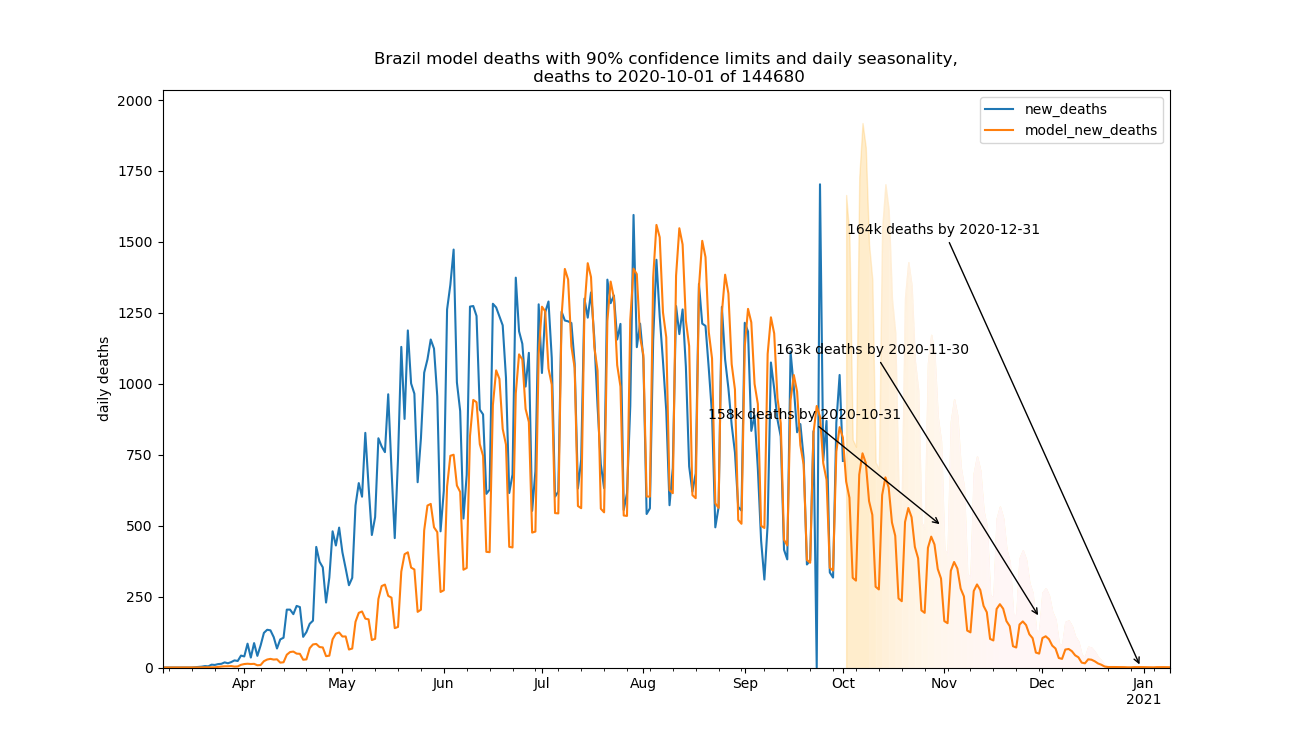 Brazil model deaths with 90% confidence limits and daily seasonality,
deaths to 2020-10-01 of 144680
new_deaths
model_new_deaths
daily deaths
2000
1750
1500
1250
1000
750
500
250
0
164k deaths by 2020-12-31
163k deaths by 2020-11-30
158k deaths by 2020-10-31
Apr May Jun Jul Aug Sep Oct Nov Dec Jan
2021